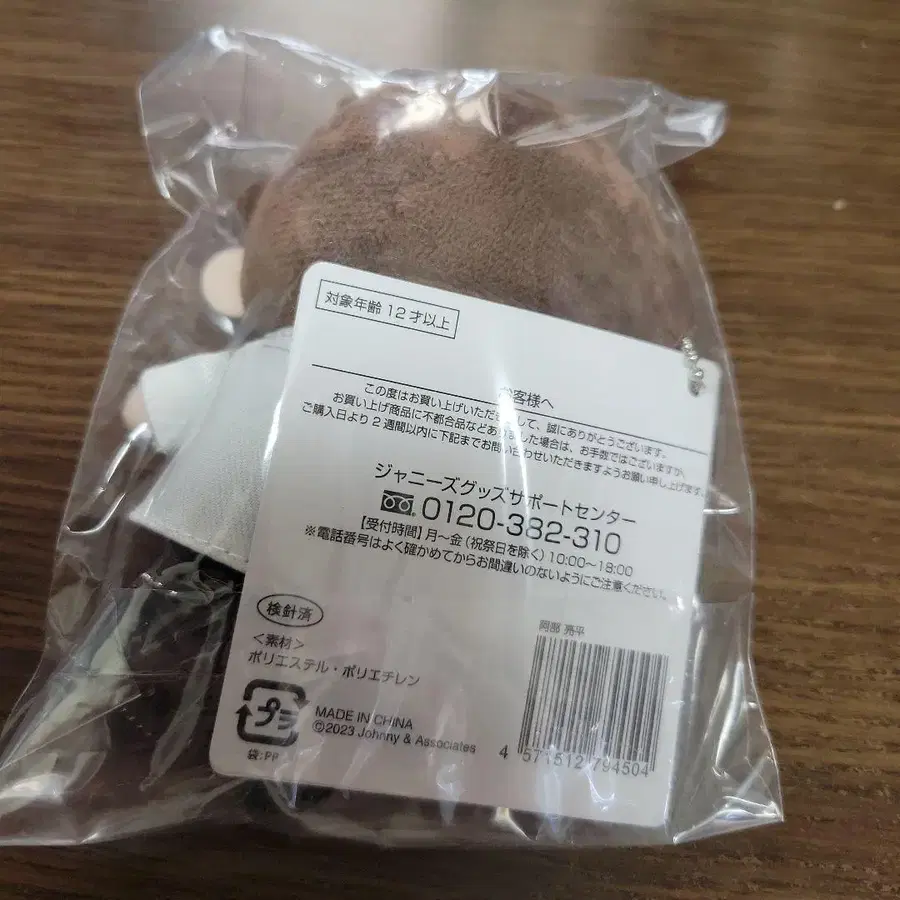 対象年齢 12才以上
お客様へ
この度はお買い上げいただきまして、誠にありがとうございます。
お買い上げ商品に不都合品などありました場合は、お手数ではございますが、
ご購入日より2週間以内に下記までお問い合わせいただきますようお願い申し上げます。
ジャニーズグッズサポートセンター
0120-382-310
【受付時間】月〜金(祝祭日を除く)10:00〜18:00
※電話番号はよく確かめてからお間違いのないようにご注意ください。
検針済
<素材>
ポリエステル・ポリエチレン
プラ
袋:PP
MADE IN CHINA
©2023 Johnny & Associates
阿部 亮平
4 571512 794504